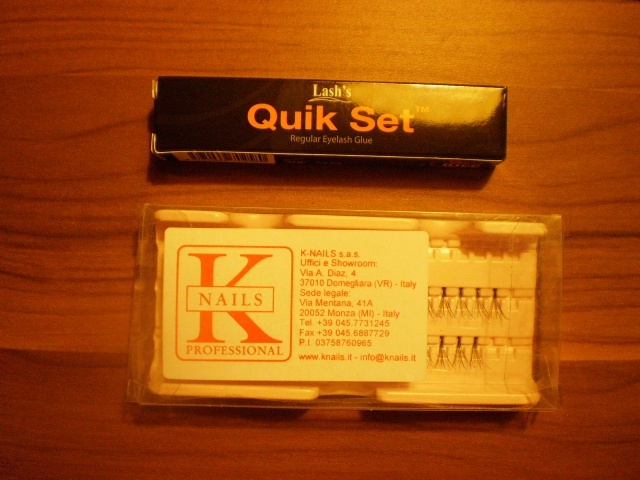 Lash's
Quik Set™
Regular Eyelash Glue
K
NAILS
PROFESSIONAL
K-NAILS s.a.s.
Uffici e Showroom:
Via A. Diaz, 4
37010 Domegliara (VR) - Italy
Sede legale:
Via Mentana, 41A
20052 Monza (MI) - Italy
Tel. +39 045.7731245
Fax +39 045.6887729
P.I. 03758760965
www.knails.it - info@knails.it